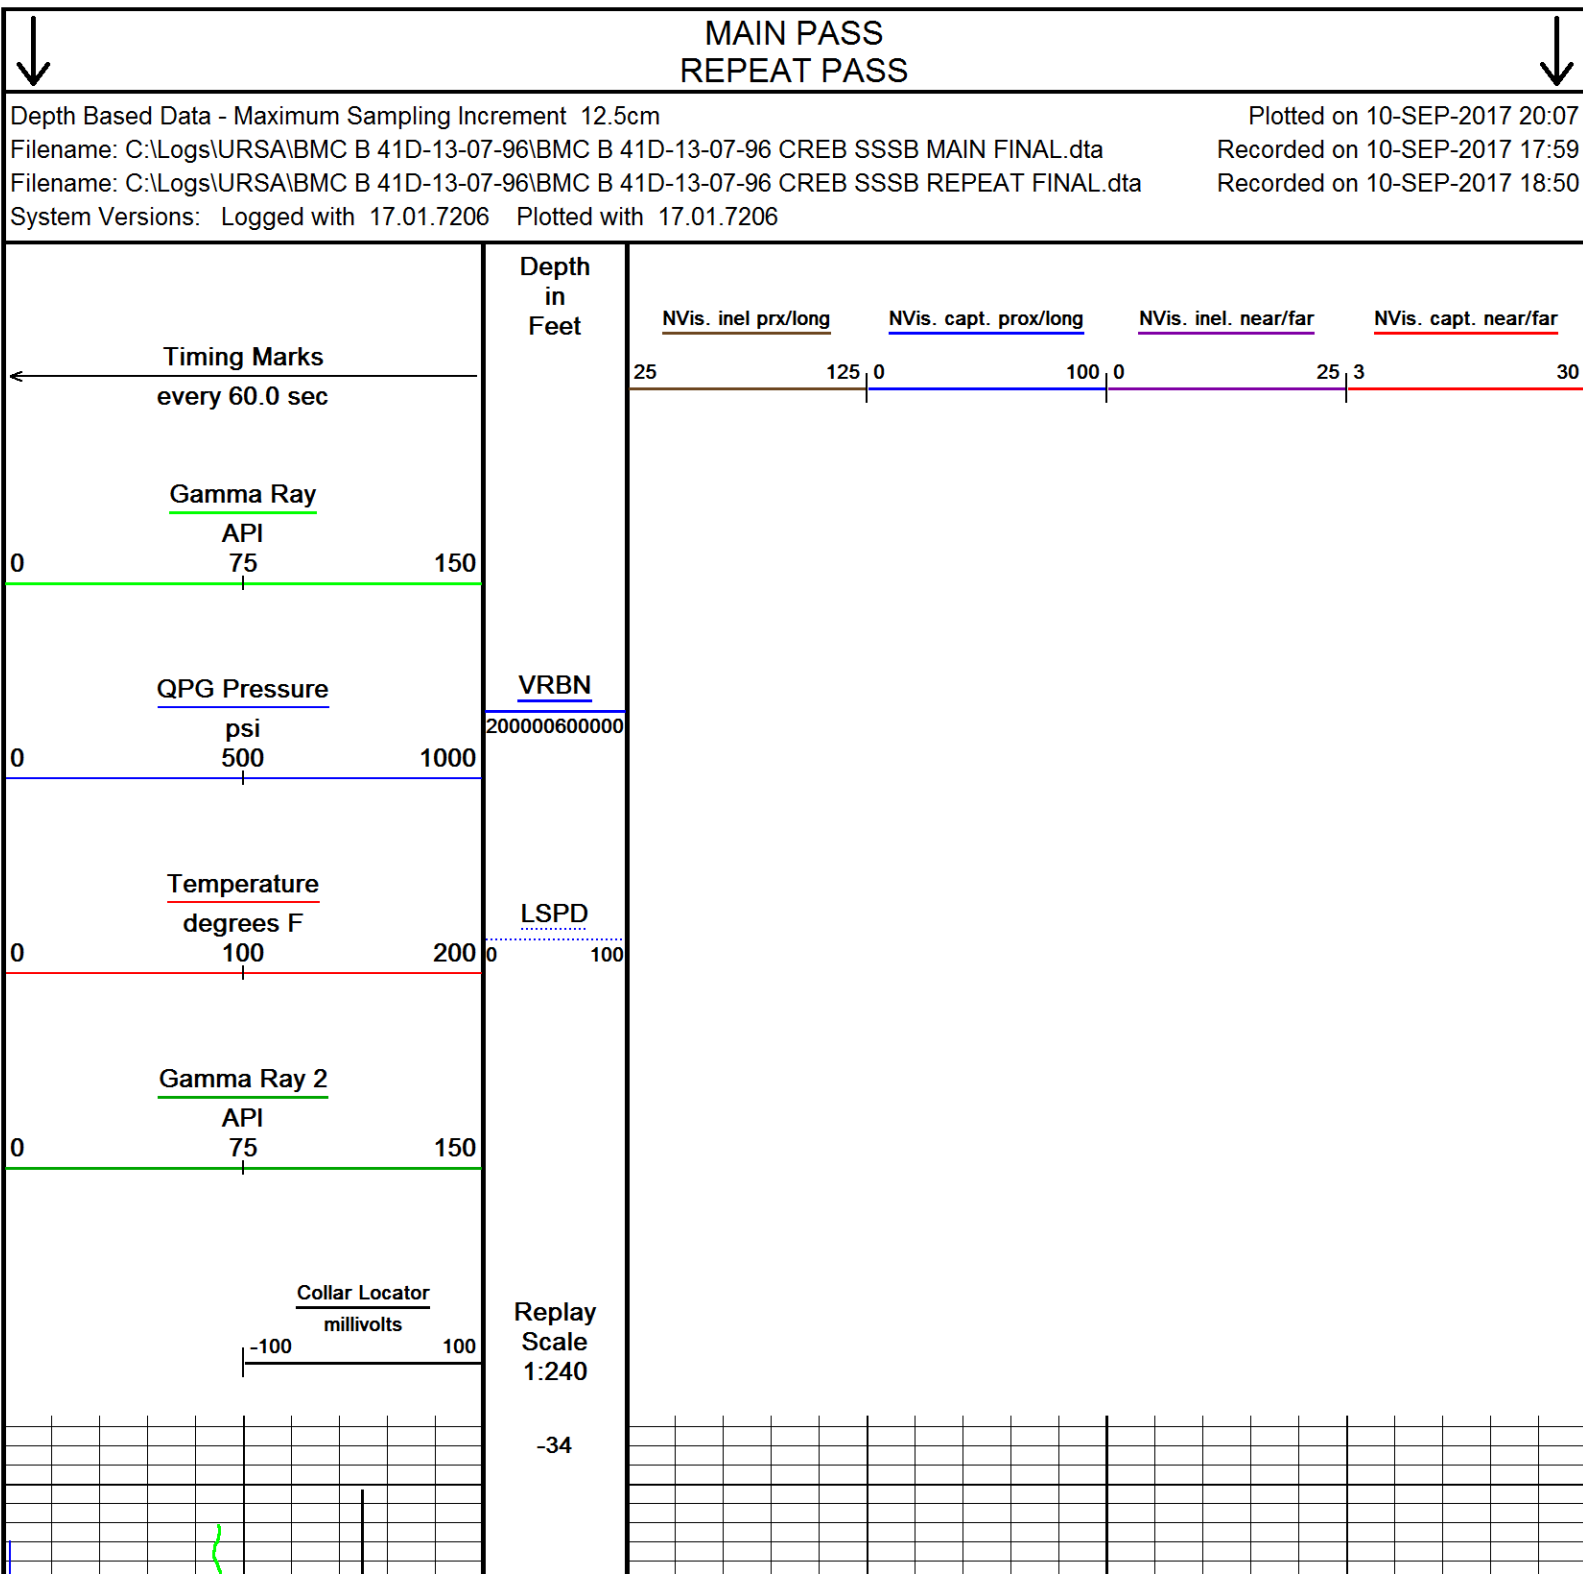 MAIN PASS
REPEAT PASS
Depth Based Data - Maximum Sampling Increment 12.5cm Plotted on 10-SEP-2017 20:07
Filename: C:\Logs\URSA\BMC B 41D-13-07-96\BMC B 41D-13-07-96 CREB SSSB MAIN FINAL.dta Recorded on 10-SEP-2017 17:59
Filename: C:\Logs\URSA\BMC B 41D-13-07-96\BMC B 41D-13-07-96 CREB SSSB REPEAT FINAL.dta Recorded on 10-SEP-2017 18:50
System Versions: Logged with 17.01.7206 Plotted with 17.01.7206
Timing Marks
every 60.0 sec
Gamma Ray
API
0 75 150
QPG Pressure
psi
0 500 1000
Temperature
degrees F
0 100 200
Gamma Ray 2
API
0 75 150
Collar Locator
millivolts
-100 100
Depth
in
Feet
VRBN
200000600000
LSPD
0 100
Replay
Scale
1:240
-34
NVis. inel prx/long NVis. capt. prox/long NVis. inel. near/far NVis. capt. near/far
25 125 0 100 0 25 3 30